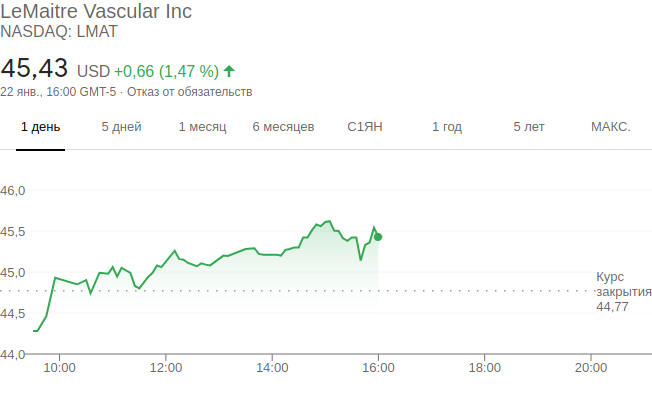 LeMaitre Vascular Inc
NASDAQ: LMAT
45,43 USD +0,66 (1,47 %)
22 янв., 16:00 GMT-5 · Отказ от обязательств
1 день 5 дней 1 месяц 6 месяцев С1ЯН 1 год 5 лет МАКС.
46,0
45,5
45,0
Курс
закрытия
44,77
44,5
44,0
10:00 12:00 14:00 16:00 18:00 20:00